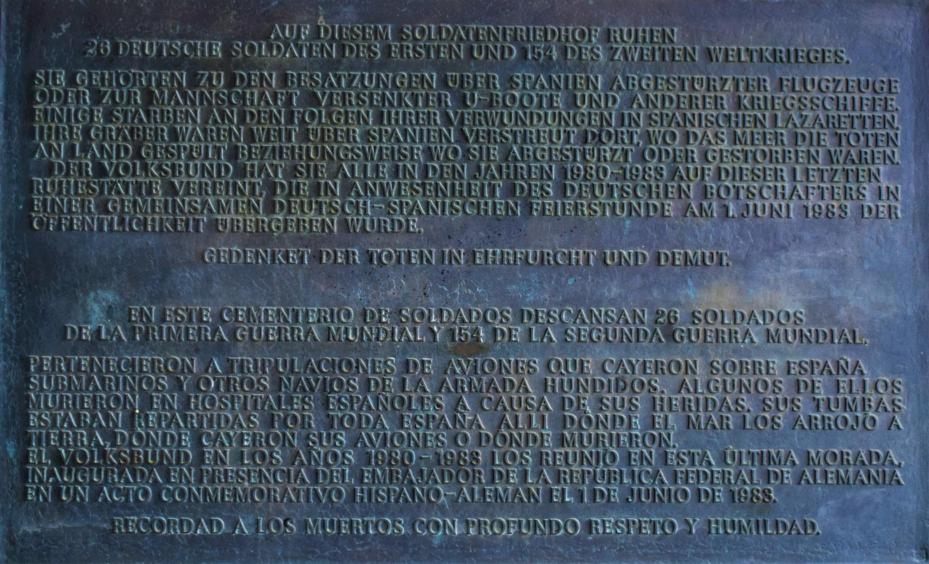 AUF DIESEM SOLDATENFRIEDHOF RUHEN
26 DEUTSCHE SOLDATEN DES ERSTEN UND 154 DES ZWEITEN WELTKRIEGES.
SIE GEHÖRTEN ZU DEN BESATZUNGEN ÜBER SPANIEN ABGESTÜRZTER FLUGZEUGE
ODER ZUR MANNSCHAFT VERSENKTER U-BOOTE UND ANDERER KRIEGSSCHIFFE.
EINIGE STARBEN AN DEN FOLGEN IHRER VERWUNDUNGEN IN SPANISCHEN LAZARETTEN.
IHRE GRÄBER WAREN WEIT ÜBER SPANIEN VERSTREUT DORT, WO DAS MEER DIE TOTEN
AN LAND GESPÜLT BEZIEHUNGSWEISE WO SIE ABGESTÜRZT ODER GESTORBEN WAREN.
DER VOLKSBUND HAT SIE ALLE IN DEN JAHREN 1980-1983 AUF DIESER LETZTEN
RUHESTÄTTE VEREINT, DIE IN ANWESENHEIT DES DEUTSCHEN BOTSCHAFTERS IN
EINER GEMEINSAMEN DEUTSCH-SPANISCHEN FEIERSTUNDE AM 1. JUNI 1983 DER
ÖFFENTLICHKEIT ÜBERGEBEN WURDE.
GEDENKET DER TOTEN IN EHRFURCHT UND DEMUT.
EN ESTE CEMENTERIO DE SOLDADOS DESCANSAN 26 SOLDADOS
DE LA PRIMERA GUERRA MUNDIAL Y 154 DE LA SEGUNDA GUERRA MUNDIAL.
PERTENECIERON A TRIPULACIONES DE AVIONES QUE CAYERON SOBRE ESPAÑA
SUBMARINOS Y OTROS NAVIOS DE LA ARMADA HUNDIDOS. ALGUNOS DE ELLOS
MURIERON EN HOSPITALES ESPAÑOLES A CAUSA DE SUS HERIDAS. SUS TUMBAS
ESTABAN REPARTIDAS POR TODA ESPAÑA ALLI DÓNDE EL MAR LOS ARROJÓ A
TIERRA, DÓNDE CAYERON SUS AVIONES O DÓNDE MURIERON.
EL VOLKSBUND EN LOS AÑOS 1980-1983 LOS REUNIO EN ESTA ÚLTIMA MORADA,
INAUGURADA EN PRESENCIA DEL EMBAJADOR DE LA REPÚBLICA FEDERAL DE ALEMANIA
EN UN ACTO CONMEMORATIVO HISPANO-ALEMAN EL 1 DE JUNIO DE 1983.
RECORDAD A LOS MUERTOS CON PROFUNDO RESPETO Y HUMILDAD.